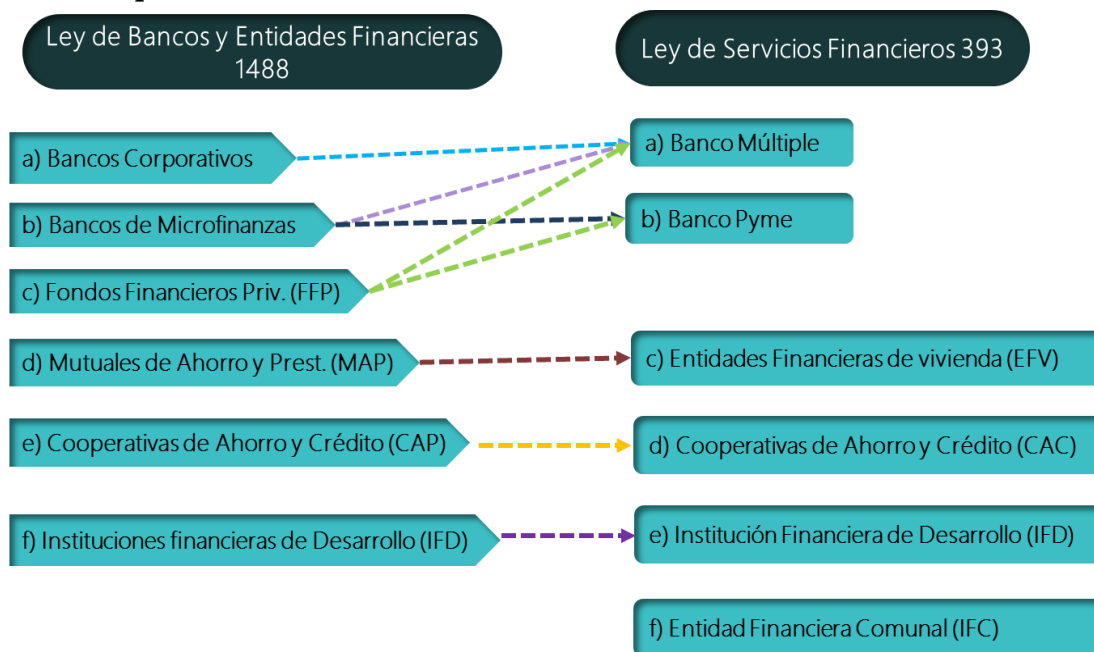 Ley de Bancos y Entidades Financieras
1488
Ley de Servicios Financieros 393
a) Bancos Corporativos
a) Banco Múltiple
b) Bancos de Microfinanzas
b) Banco Pyme
c) Fondos Financieros Priv. (FFP)
d) Mutuales de Ahorro y Prest. (MAP)
c) Entidades Financieras de vivienda (EFV)
e) Cooperativas de Ahorro y Crédito (CAP)
d) Cooperativas de Ahorro y Crédito (CAC)
f) Instituciones financieras de Desarrollo (IFD)
e) Institución Financiera de Desarrollo (IFD)
f) Entidad Financiera Comunal (IFC)